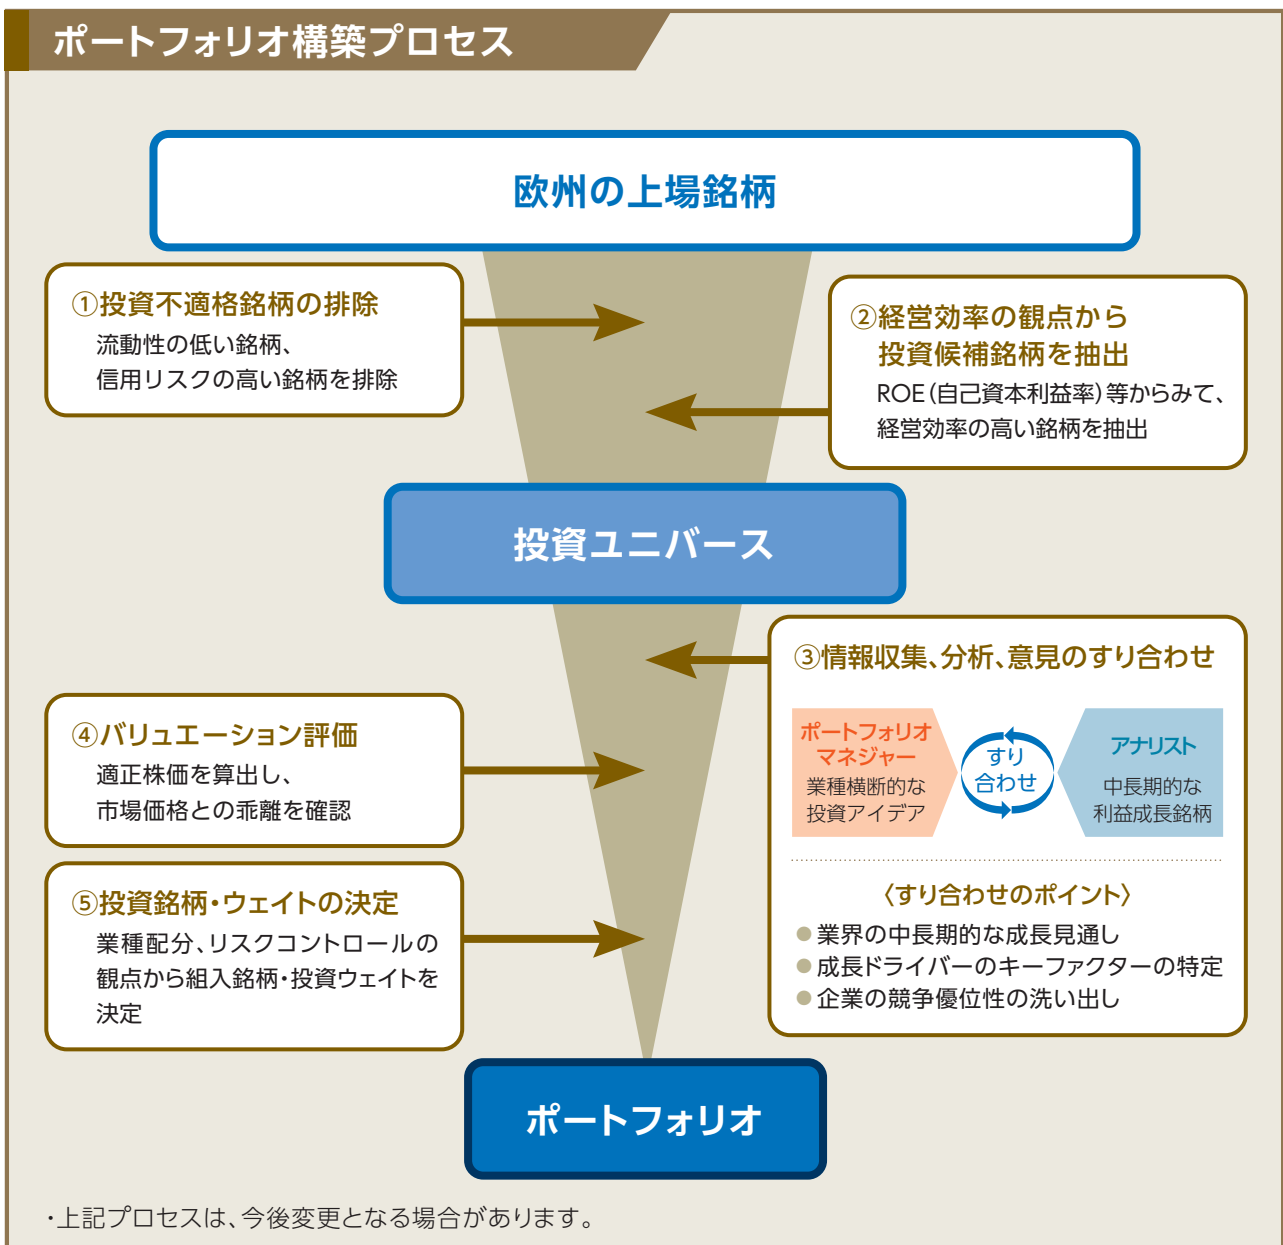 ポートフォリオ構築プロセス
欧州の上場銘柄
①投資不適格銘柄の排除
流動性の低い銘柄、
信用リスクの高い銘柄を排除
②経営効率の観点から
投資候補銘柄を抽出
ROE(自己資本利益率)等からみて、
経営効率の高い銘柄を抽出
投資ユニバース
③情報収集、分析、意見のすり合わせ
ポートフォリオ
マネジャー
業種横断的な
投資アイデア
すり
合わせ
アナリスト
中長期的な
利益成長銘柄
〈すり合わせのポイント〉
●業界の中長期的な成長見通し
●成長ドライバーのキーファクターの特定
●企業の競争優位性の洗い出し
④バリュエーション評価
適正株価を算出し、
市場価格との乖離を確認
⑤投資銘柄・ウェイトの決定
業種配分、リスクコントロールの
観点から組入銘柄・投資ウェイトを
決定
ポートフォリオ
・上記プロセスは、今後変更となる場合があります。